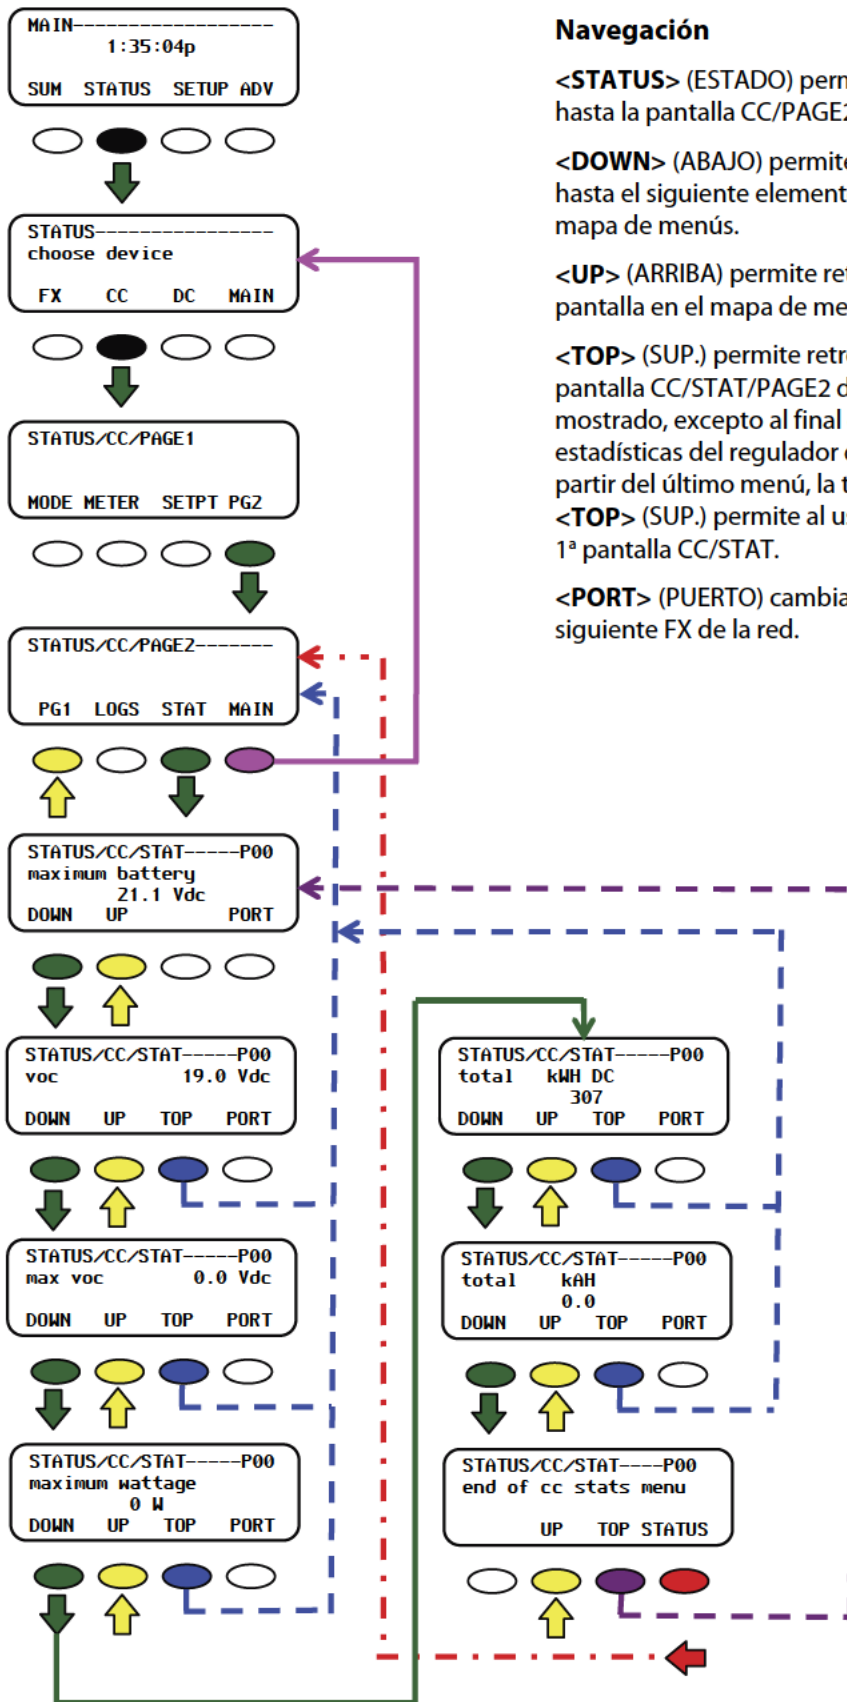 MAIN------------------
1:35:04p
SUM STATUS SETUP ADV
STATUS----------------
choose device
FX CC DC MAIN
STATUS/CC/PAGE1
MODE METER SETPT PG2
STATUS/CC/PAGE2-------
PG1 LOGS STAT MAIN
STATUS/CC/STAT-----P00
maximum battery
21.1 Vdc
DOWN UP PORT
STATUS/CC/STAT-----P00
voc 19.0 Vdc
DOWN UP TOP PORT
STATUS/CC/STAT-----P00
max voc 0.0 Vdc
DOWN UP TOP PORT
STATUS/CC/STAT-----P00
maximum wattage
0 W
DOWN UP TOP PORT
STATUS/CC/STAT-----P00
total kWH DC
307
DOWN UP TOP PORT
STATUS/CC/STAT-----P00
total kAH
0.0
DOWN UP TOP PORT
STATUS/CC/STAT----P00
end of cc stats menu
UP TOP STATUS
Navegación
<STATUS> (ESTADO)
hasta la pantalla CC/PAGE2
<DOWN> (ABAJO) permite
hasta el siguiente
mapa de menús.
<UP> (ARRIBA) permite
pantalla en el mapa de
<TOP> (SUP.) permite
pantalla CC/STAT/PAGE2
mostrado, excepto al final
estadísticas del regulador
partir del último menú, la
<TOP> (SUP.) permite al
1ª pantalla CC/STAT.
<PORT> (PUERTO) cambia
siguiente FX de la red.